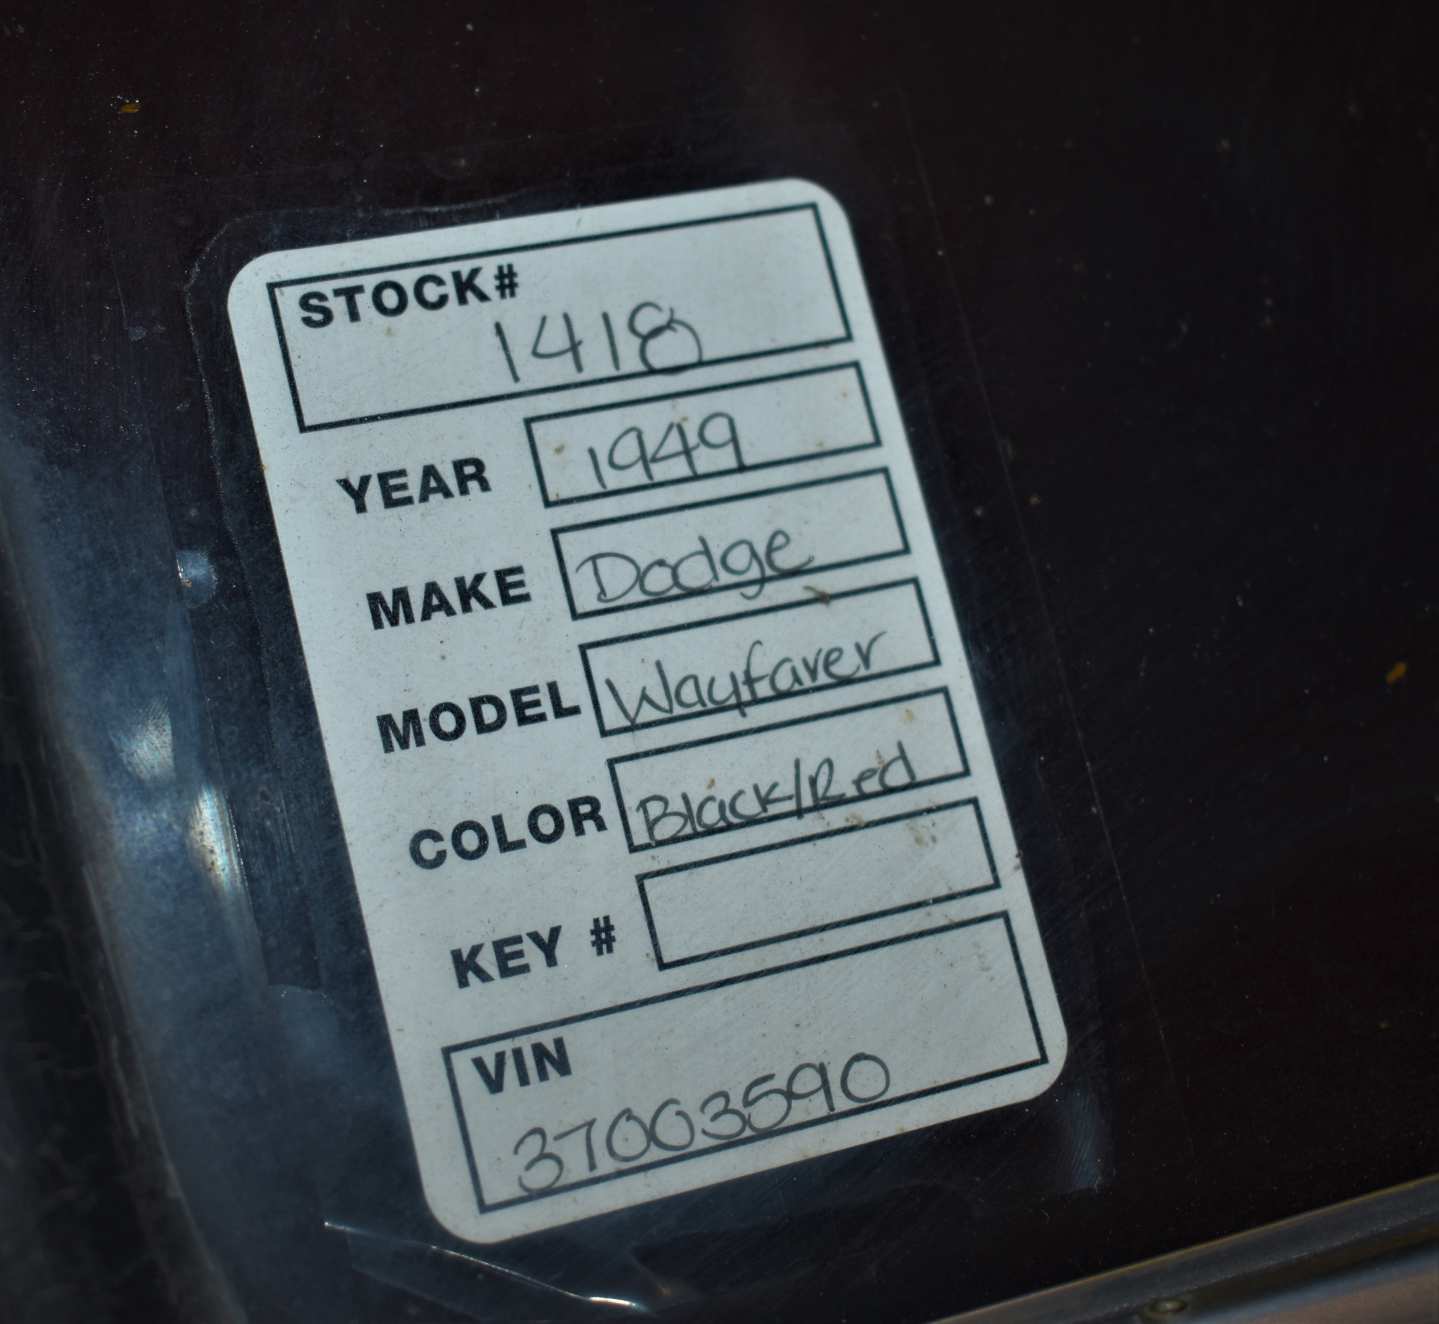 STOCK#
1418
YEAR 1949
MAKE Dodge
MODEL Wayfarer
COLOR Black/Red
KEY #
VIN
37003590